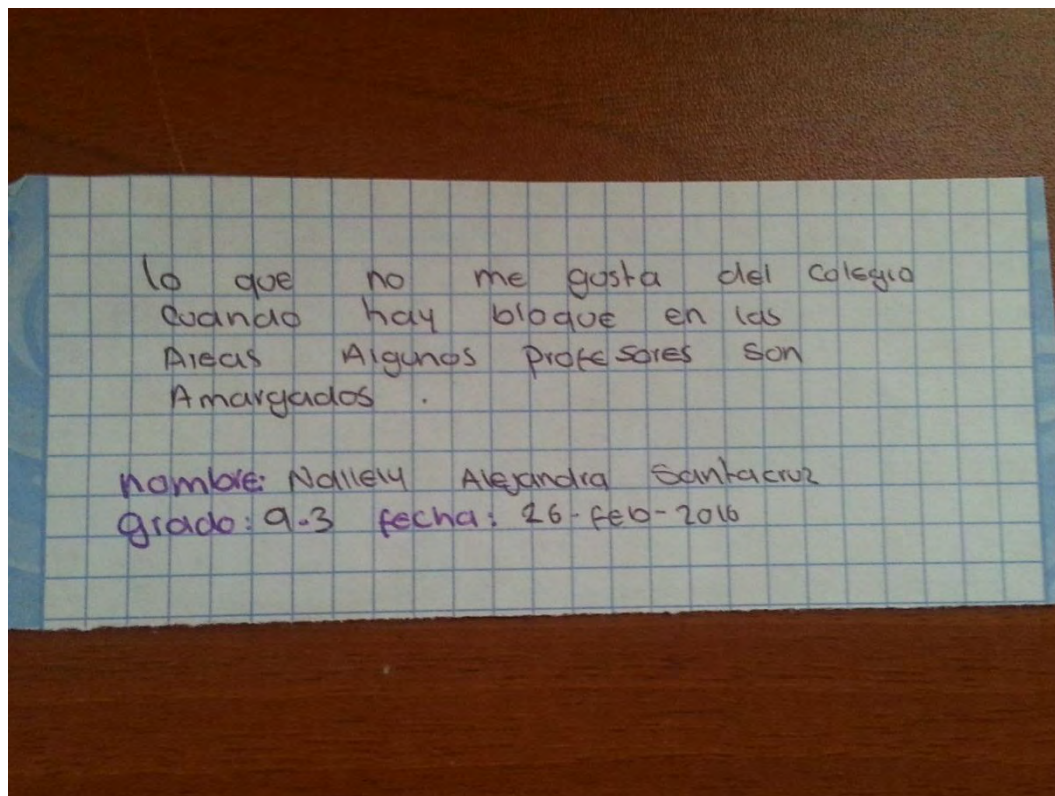 lo que no me gusta del colegio
cuando hay bloque en las
Areas Algunos profesores son
Amargados .
nombre: Nallely Alejandra Santacruz
grado: 9.3 fecha: 26-feb-2016